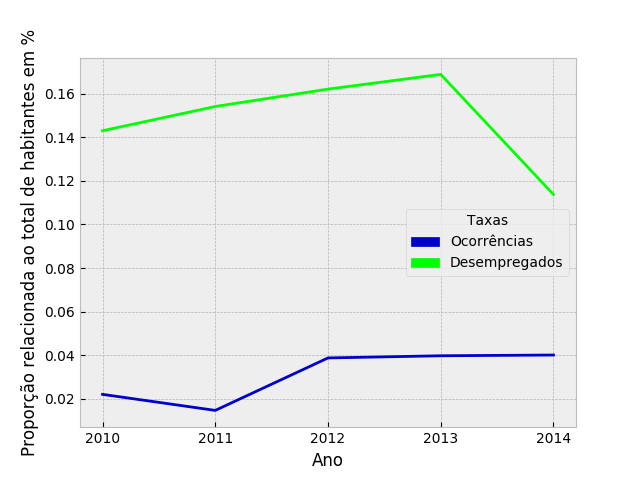 Proporção relacionada ao total de habitantes em %
0.16
0.14
0.12
0.10
0.08
0.06
0.04
0.02
Taxas
Ocorrências
Desempregados
2010 2011 2012 2013 2014
Ano